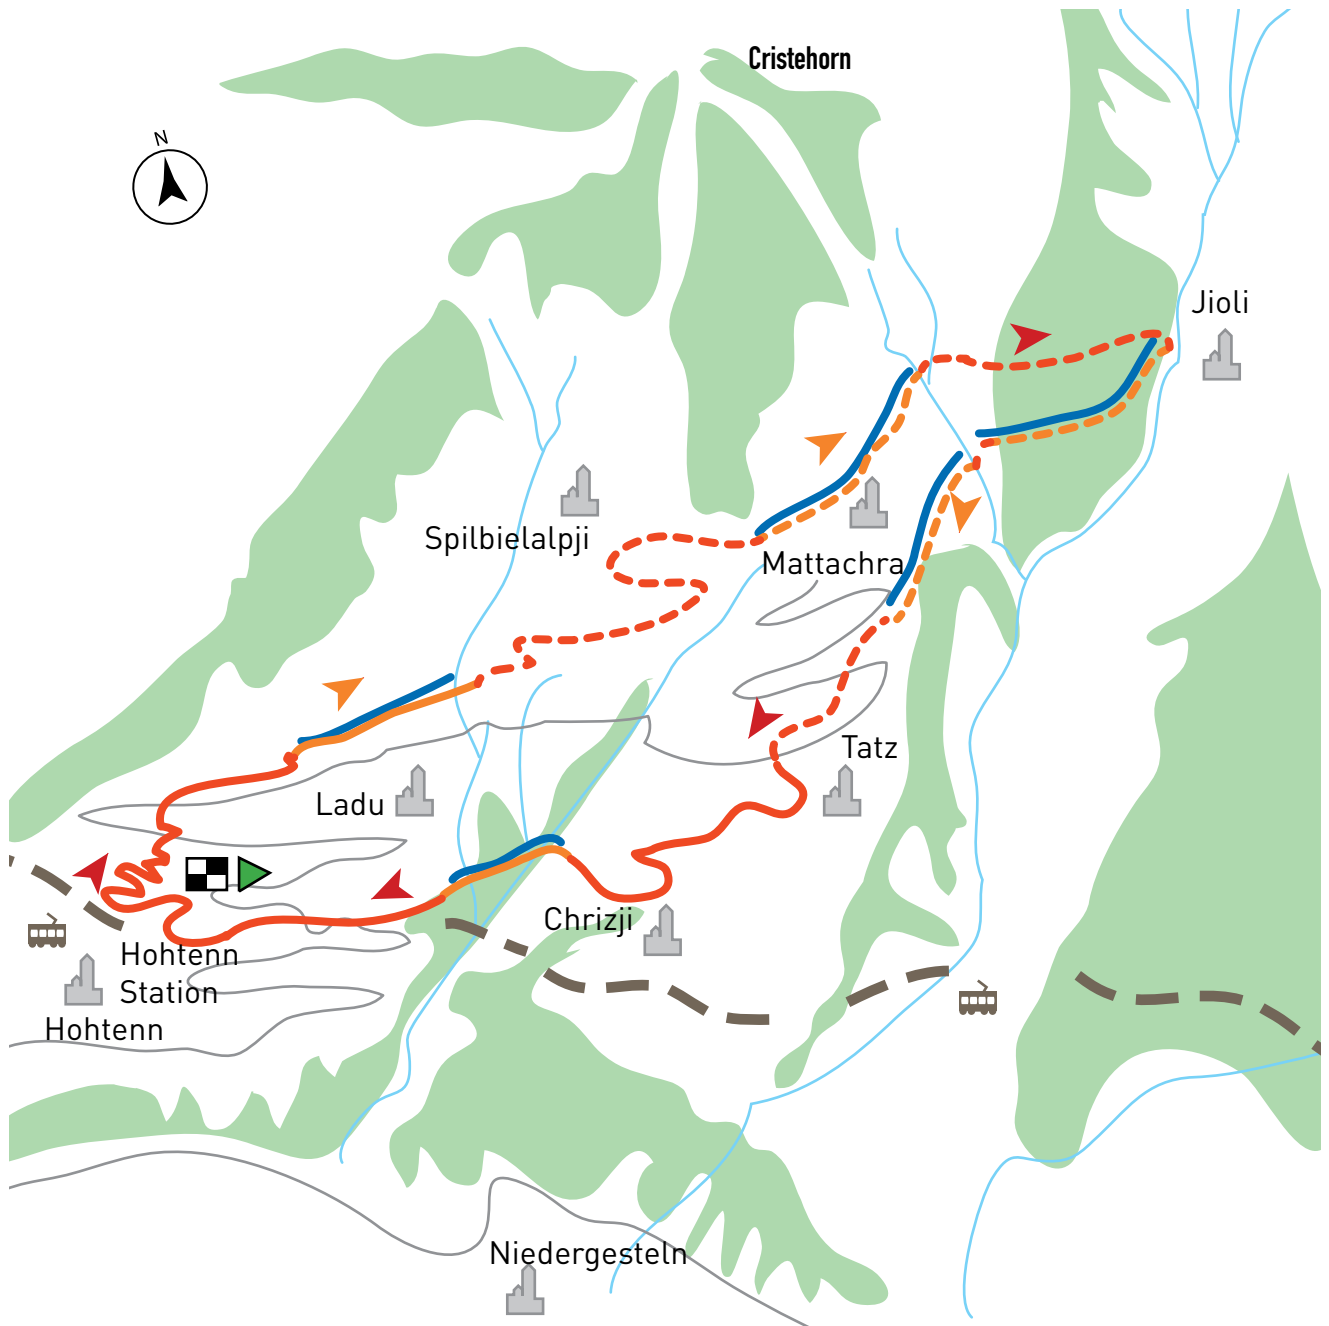 Cristehorn
N
Jioli
Spilbielalpji
Mattachra
Tatz
Ladu
Chrizji
Hohtenn
Station
Hohtenn
Niedergesteln